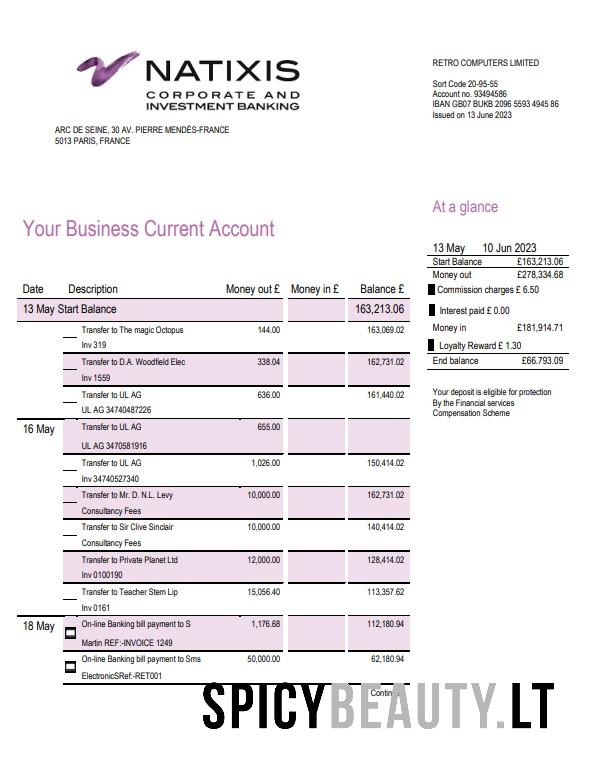 NATIXIS
CORPORATE AND
INVESTMENT BANKING
ARC DE SEINE, 30 AV. PIERRE MENDÈS-FRANCE
5013 PARIS, FRANCE
RETRO COMPUTERS LIMITED
Sort Code 20-95-55
Account no. 93494586
IBAN GB07 BUKB 2096 5593 4945 86
Issued on 13 June 2023
Your Business Current Account
At a glance
13 May 10 Jun 2023
Start Balance £163,213.06
Money out £278,334.68
Commission charges £ 6.50
Interest paid £ 0.00
Money in £181,914.71
Loyalty Reward £ 1.30
End balance £66.793.09
Your deposit is eligible for protection
By the Financial services
Compensation Scheme
Date Description Money out £ Money in £ Balance £
13 May Start Balance 163,213.06
Transfer to The magic Octopus 144.00 163,069.02
Inv 319
Transfer to D.A. Woodfield Elec 338.04 162,731.02
Inv 1559
Transfer to UL AG 636.00 161,440.02
UL AG 34740487226
16 May Transfer to UL AG 655.00
UL AG 3470581916
Transfer to UL AG 1,026.00 150,414.02
Inv 34740527340
Transfer to Mr. D. N.L. Levy 10,000.00 162,731.02
Consultancy Fees
Transfer to Sir Clive Sinclair 10,000.00 140,414.02
Consultancy Fees
Transfer to Private Planet Ltd 12,000.00 128,414.02
Inv 0100190
Transfer to Teacher Stem Lip 15,056.40 113,357.62
Inv 0161
18 May On-line Banking bill payment to S 1,176.68 112,180.94
Martin REF:-INVOICE 1249
On-line Banking bill payment to Sms 50,000.00 62,180.94
ElectronicSRef:-RET001
SPICYBEAUTY.LT